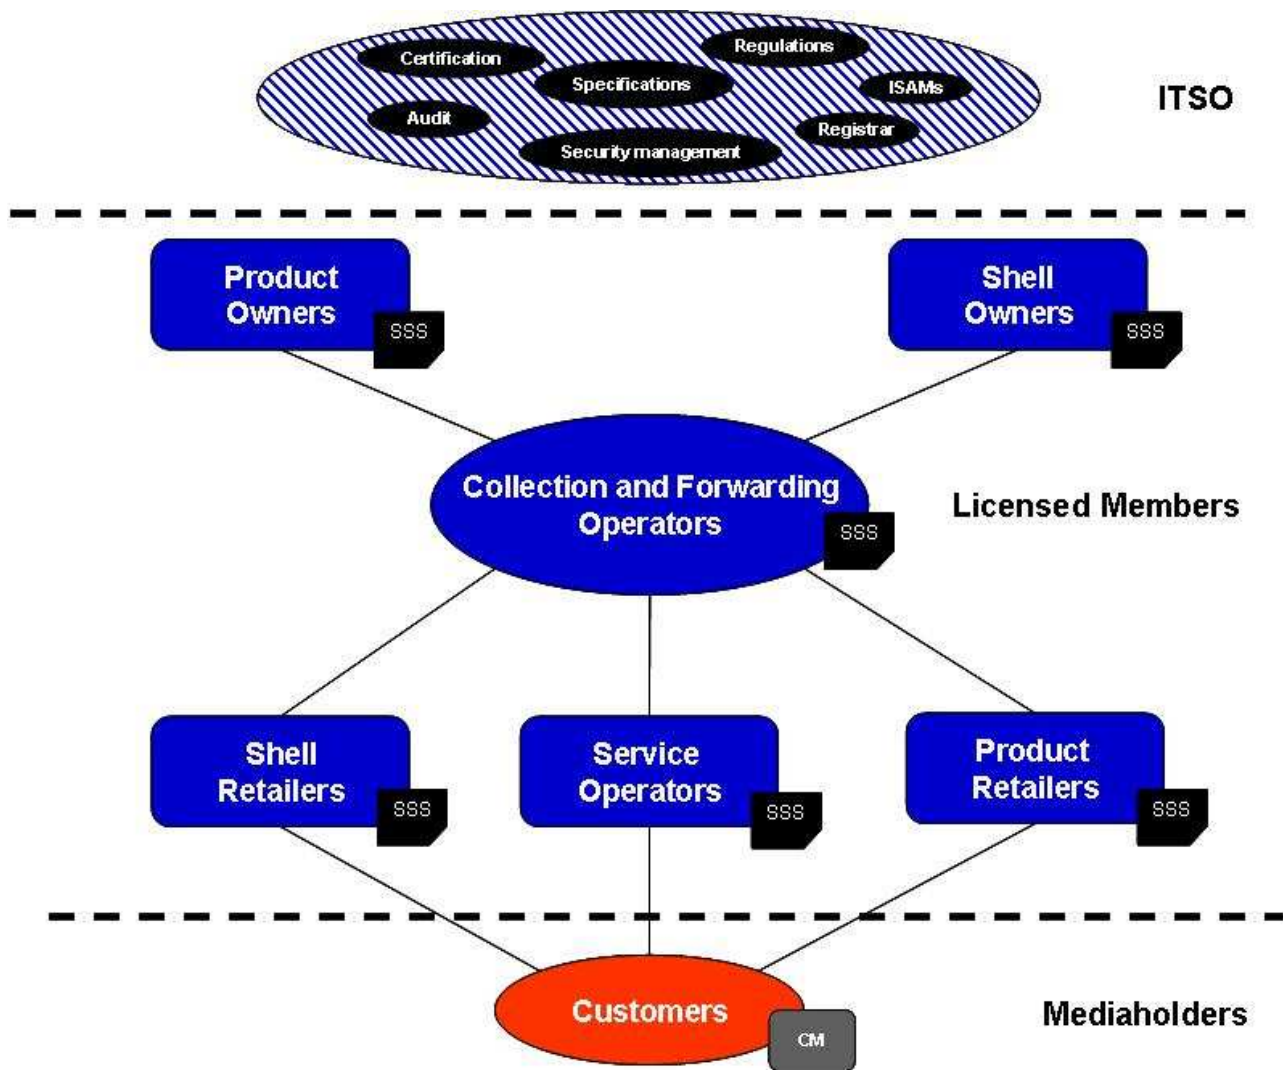 Certification
Regulations
Specifications
ISAMs
ITSO
Audit
Registrar
Security management
Product
Owners
SSS
Shell
Owners
SSS
Collection and Forwarding
Operators
SSS
Licensed Members
Shell
Retailers
SSS
Service
Operators
SSS
Product
Retailers
SSS
Customers
CM
Mediaholders